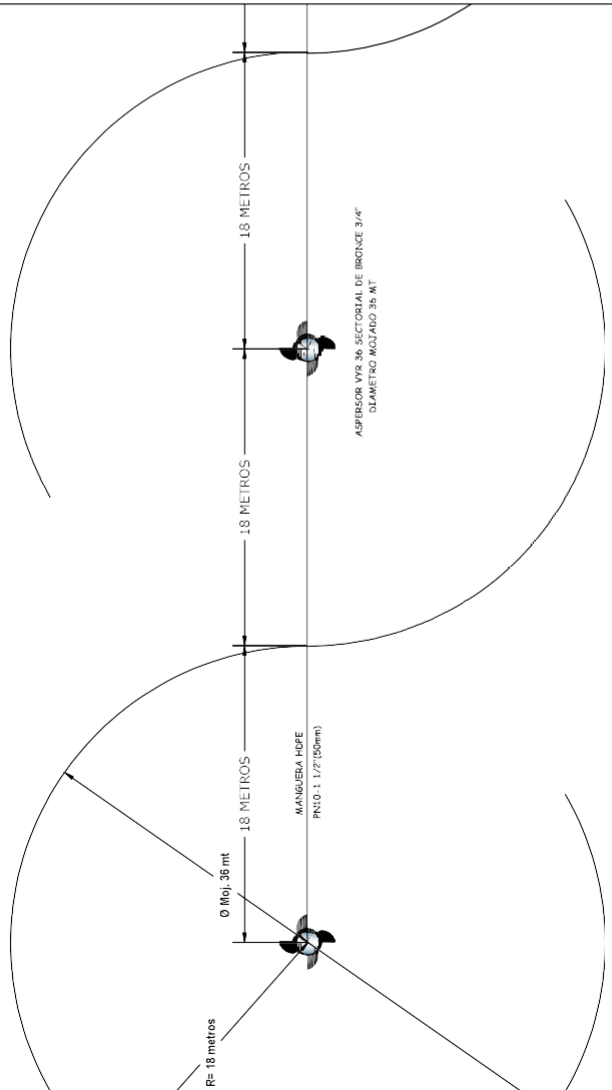 18 METROS
ASPERSOR VYR 36 SECTORIAL DE BRONCE 3/4"
DIAMETRO MOJADO 36 MT
18 METROS
18 METROS
MANGUERA HDPE
PN10-1 1/2"(50mm)
Ø Moj. 36 mt
R= 18 metros